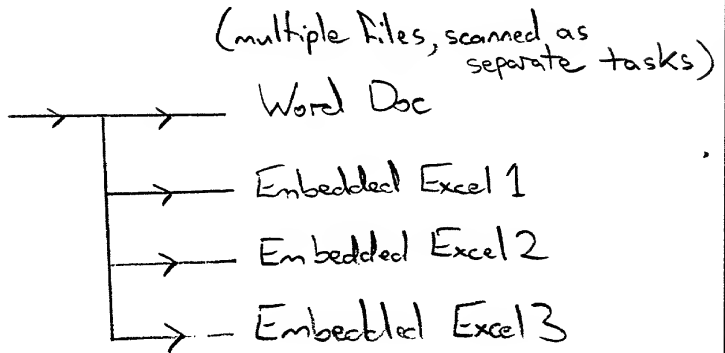 (multiple files, scanned as
separate tasks)
Word Doc
Embedded Excel 1
Embedded Excel 2
Embedded Excel 3